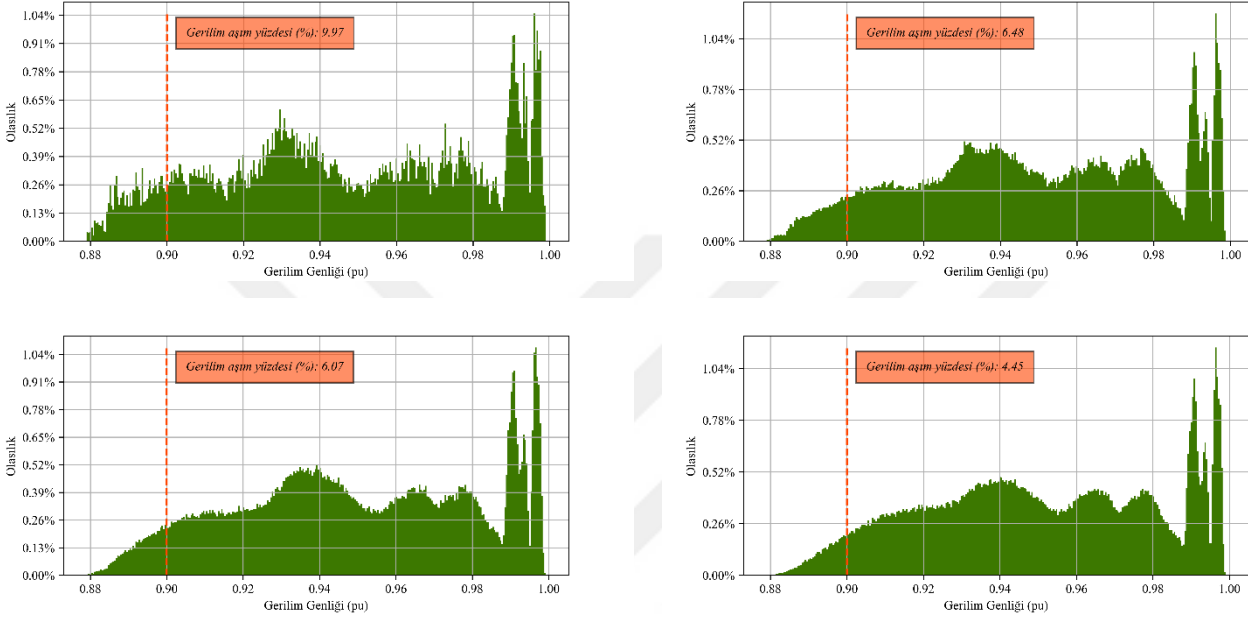 1.04%
0.91%
0.78%
0.65%
0.52%
0.39%
0.26%
0.13%
0.00%
Olasılık
Gerilim aşım yüzdesi (%): 9.97
0.88 0.90 0.92 0.94 0.96 0.98 1.00
Gerilim Genliği (pu)
1.04%
0.78%
0.52%
0.26%
0.00%
Olasılık
Gerilim aşım yüzdesi (%): 6.48
0.88 0.90 0.92 0.94 0.96 0.98 1.00
Gerilim Genliği (pu)
1.04%
0.91%
0.78%
0.65%
0.52%
0.39%
0.26%
0.13%
0.00%
Olasılık
Gerilim aşım yüzdesi (%): 6.07
0.88 0.90 0.92 0.94 0.96 0.98 1.00
Gerilim Genliği (pu)
1.04%
0.78%
0.52%
0.26%
0.00%
Olasılık
Gerilim aşım yüzdesi (%): 4.45
0.88 0.90 0.92 0.94 0.96 0.98 1.00
Gerilim Genliği (pu)